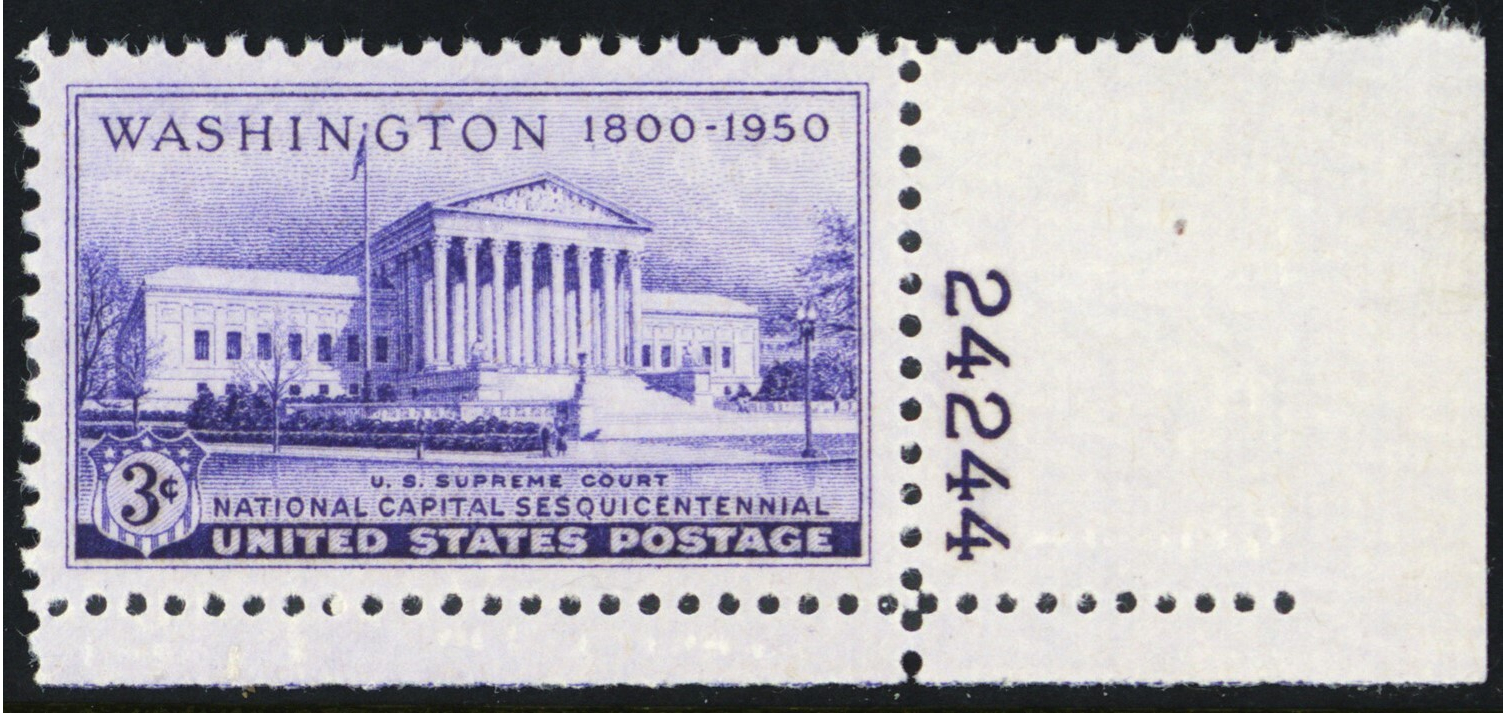 WASHINGTON 1800-1950
U. S. SUPREME COURT
3¢
NATIONAL CAPITAL SESQUICENTENNIAL
UNITED STATES POSTAGE
24244